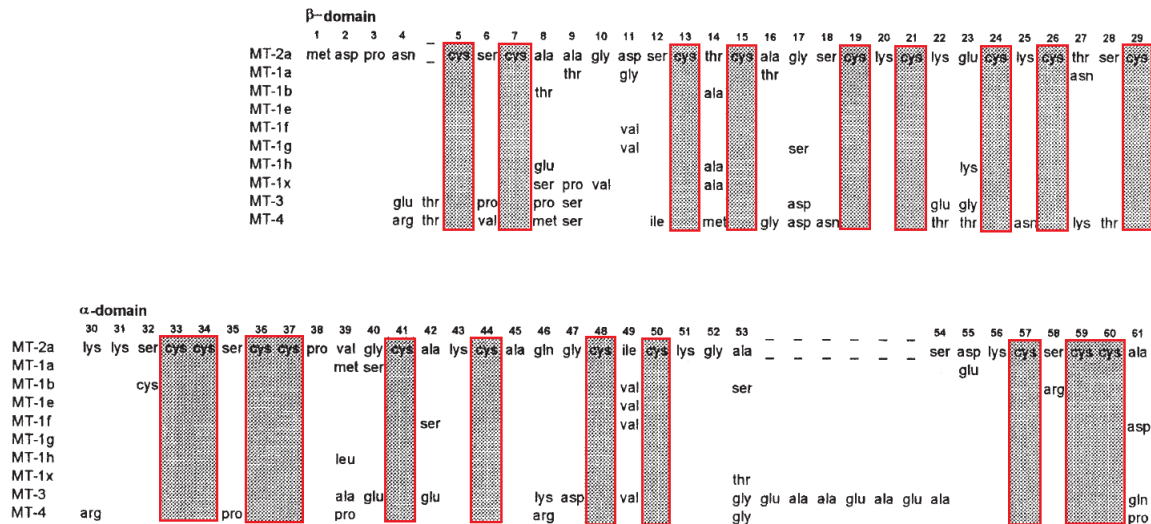 β-domain
1 2 3 4 5 6 7 8 9 10 11 12 13 14 15 16 17 18 19 20 21 22 23 24 25 26 27 28 29
MT-2a met asp pro asn – cys ser cys ala ala gly asp ser cys thr cys ala gly ser cys lys cys lys glu cys lys cys thr ser cys
MT-1a thr gly thr asn
MT-1b thr ala
MT-1e
MT-1f val
MT-1g val ser
MT-1h glu ala lys
MT-1x ser pro val ala
MT-3 glu thr pro pro ser asp glu gly
MT-4 arg thr val met ser ile met gly asp asn thr thr asn lys thr
α-domain
30 31 32 33 34 35 36 37 38 39 40 41 42 43 44 45 46 47 48 49 50 51 52 53 54 55 56 57 58 59 60 61
MT-2a lys lys ser cys cys ser cys cys pro val gly cys ala lys cys ala gln gly cys ile cys lys gly ala – – – – – – ser asp lys cys ser cys cys ala
MT-1a met ser glu
MT-1b cys val ser arg
MT-1e val
MT-1f ser val asp
MT-1g
MT-1h leu
MT-1x thr
MT-3 ala glu glu lys asp val gly glu ala ala glu ala glu ala gln
MT-4 arg pro pro arg gly pro